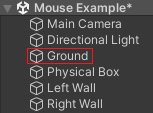 Mouse Example*
Main Camera
Directional Light
Ground
Physical Box
Left Wall
Right Wall